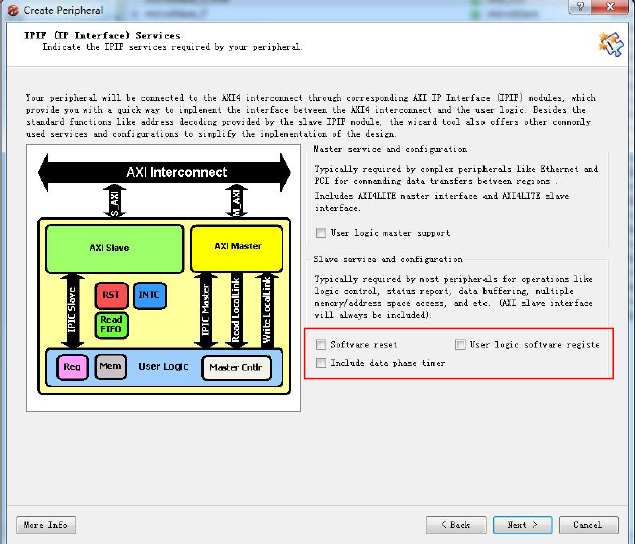 Create Peripheral
IPIF (IP Interface) Services
Indicate the IPIF services required by your peripheral.
Your peripheral will be connected to the AXI4 interconnect through corresponding AXI IP Interface (IPIF) modules, which
provide you with a quick way to implement the interface between the AXI4 interconnect and the user logic. Besides the
standard functions like address decoding provided by the slave IPIF module, the wizard tool also offers other commonly
used services and configurations to simplify the implementation of the design.
AXI Interconnect
S_AXI
M_AXI
AXI Slave
AXI Master
IPIC Slave
RST
INTC
Read
FIFO
IPIC Master
Read LocalLink
Write LocalLink
Reg
Mem
User Logic
Master Cntlr
Master service and configuration
Typically required by complex peripherals like Ethernet and
PCI for commanding data transfers between regions .
Includes AXI4LITE master interface and AXI4LITE slave
interface.
User logic master support
Slave service and configuration
Typically required by most peripherals for operations like
logic control, status report, data buffering, multiple
memory/address space access, and etc. (AXI slave interface
will always be included).
Software reset
User logic software registe
Include data phase timer
More Info
< Back
Next >
Cancel